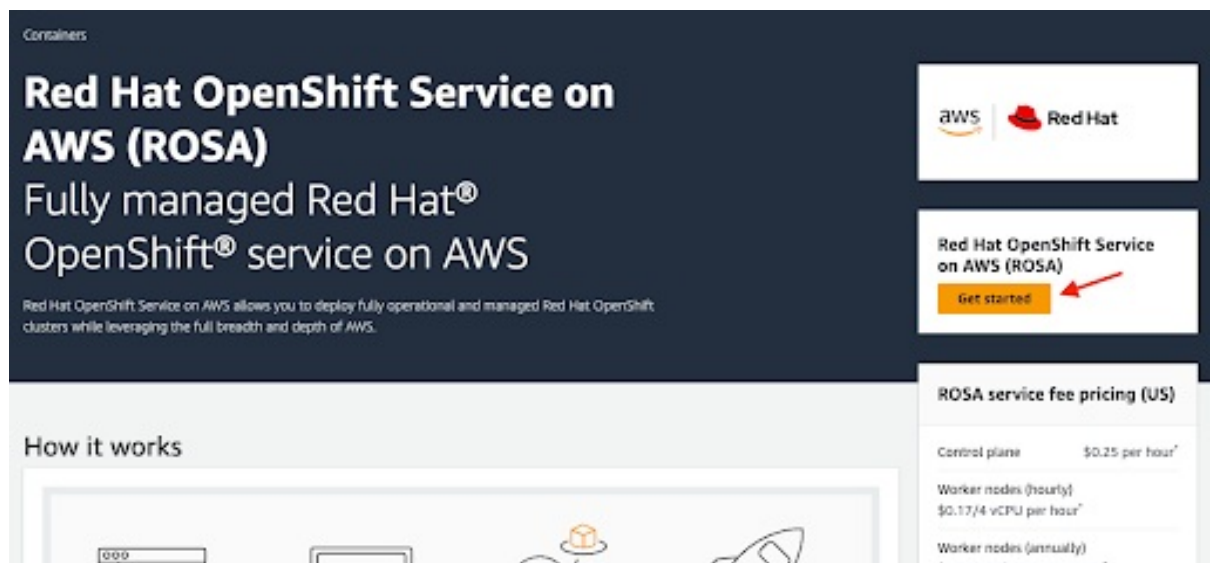 Containers
Red Hat OpenShift Service on
AWS (ROSA)
Fully managed Red Hat®
OpenShift® service on AWS
Red Hat OpenShift Service on AWS allows you to deploy fully operational and managed Red Hat OpenShift
clusters while leveraging the full breadth and depth of AWS.
aws
Red Hat
Red Hat OpenShift Service
on AWS (ROSA)
Get started
ROSA service fee pricing (US)
Control plane $0.25 per hour*
Worker nodes (hourly)
$0.17/4 vCPU per hour*
Worker nodes (annually)
How it works